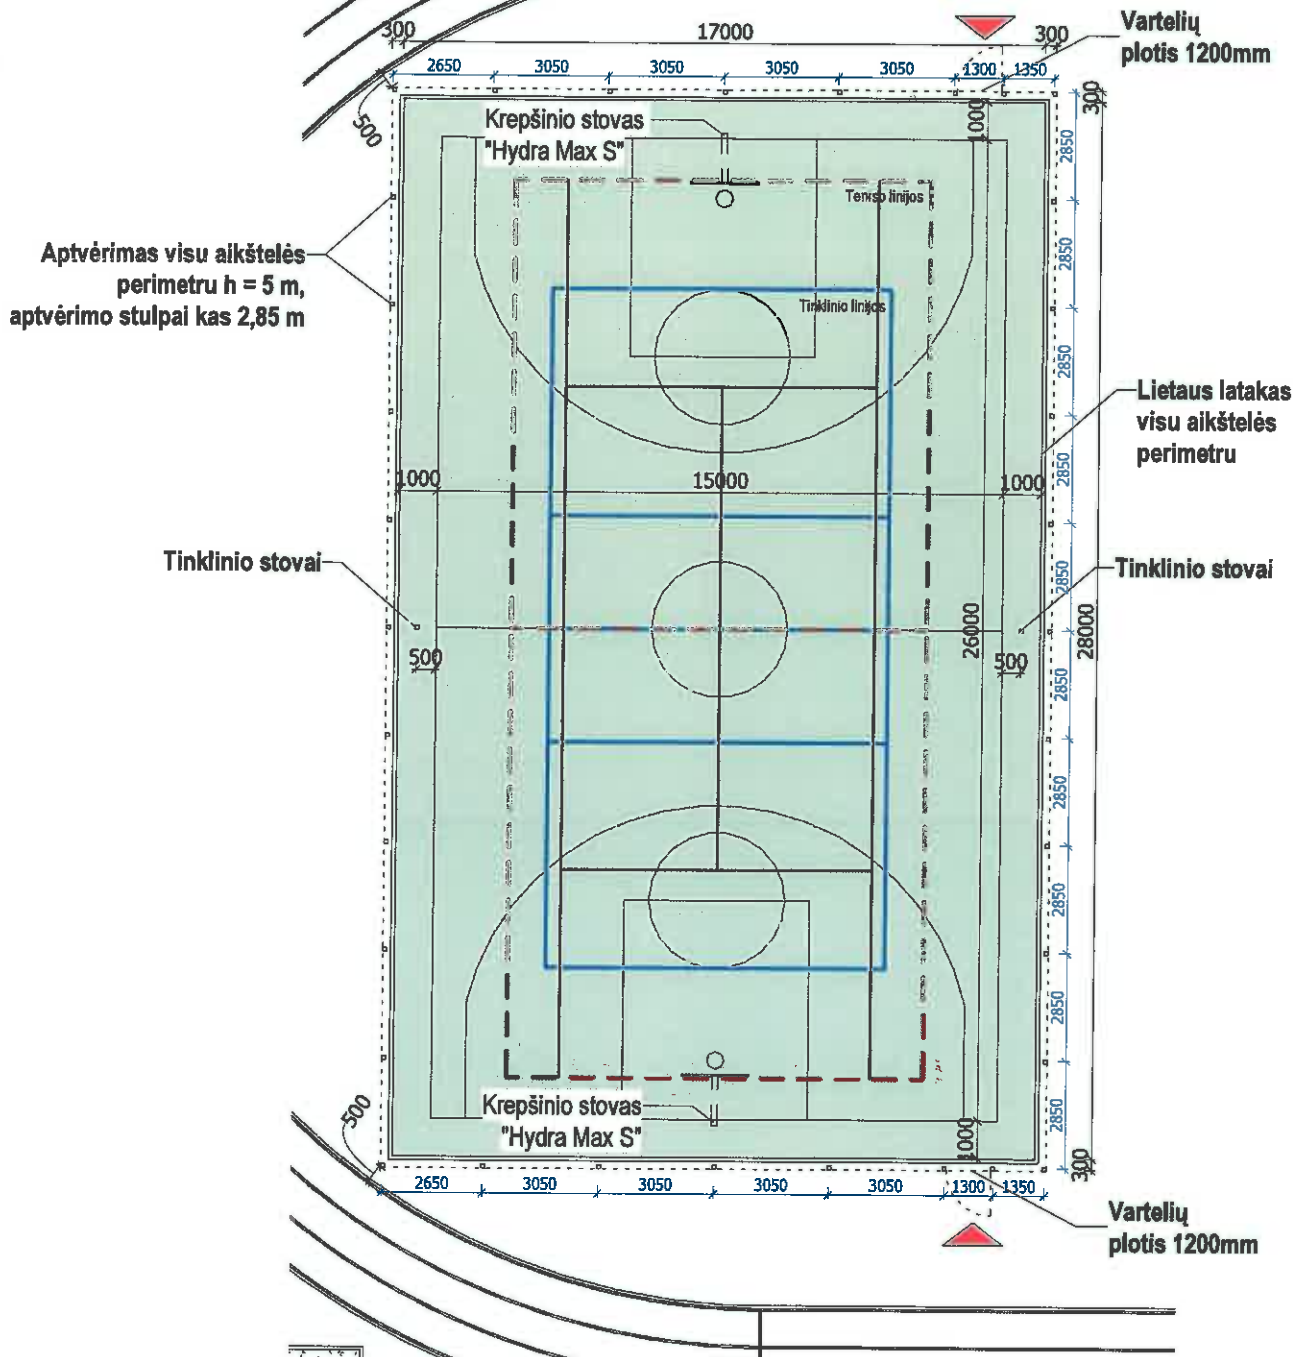 300
17000
300
Vartelių
plotis 1200mm
2650
3050
3050
3050
3050
1300
1350
500
Krepšinio stovas
"Hydra Max S"
1000
300
2850
Teniso linijos
2850
Aptvėrimas visu aikštelės
perimetru h = 5 m,
aptvėrimo stulpai kas 2,85 m
Tinklinio linijos
2850
Lietaus latakas
visu aikštelės
perimetru
2850
1000
15000
1000
Tinklinio stovai
2850
Tinklinio stovai
26000
28000
500
500
2850
2850
2850
2850
2850
Krepšinio stovas
"Hydra Max S"
500
1000
300
2650
3050
3050
3050
3050
1300
1350
Vartelių
plotis 1200mm